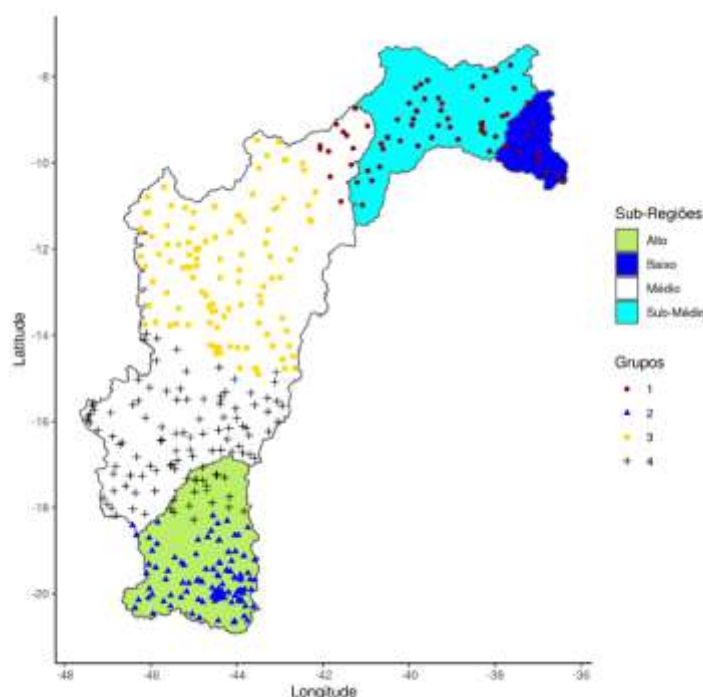 -8
-10
-12
-14
-16
-18
-20
Latitude
-48
-46
-44
-42
-40
-38
-36
Longitude
Sub-Regiões
Alto
Baixo
Médio
Sub-Médio
Grupos
1
2
3
4